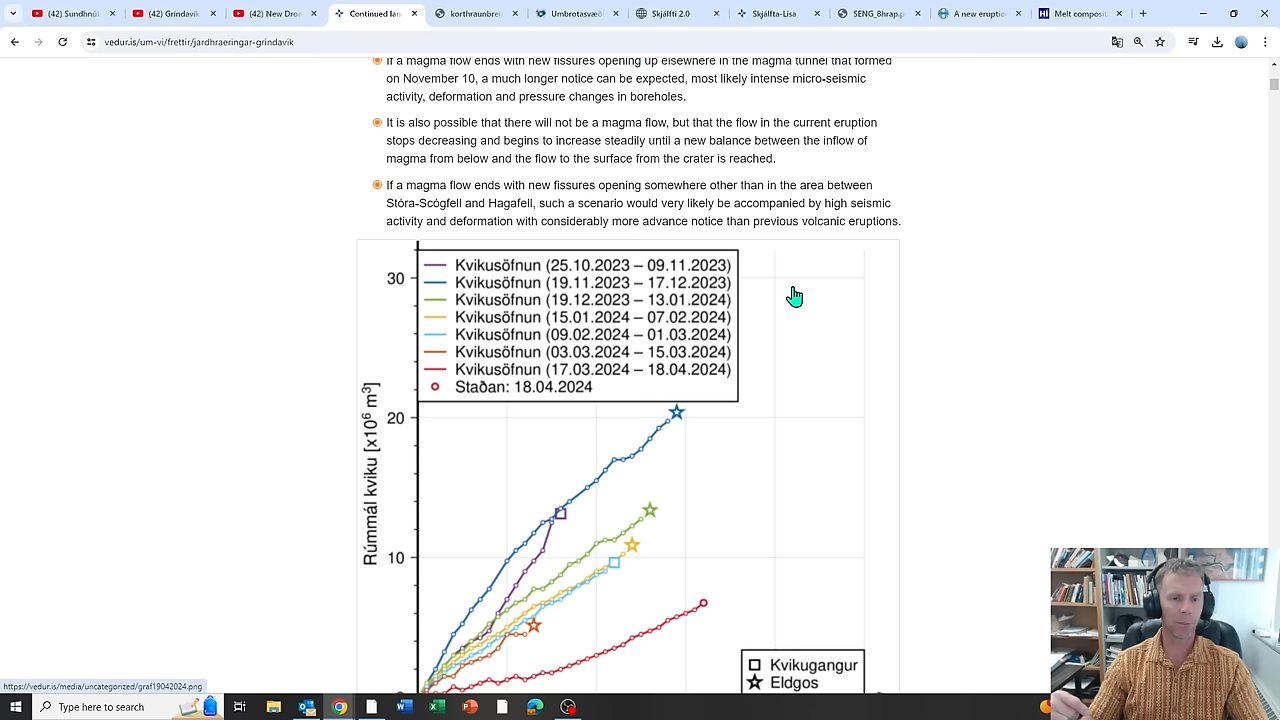 (42) Sundhnúk
(42) Grindavík
(42) New Dron
Continued lan
korthraunbrei
Umbrotasvæð
Skjálfti 2.0
Skjálfta-Lísa
SENG_8hrap.p
A new eruptio
Melt composi
vedur.is/um-vi/frettir/jardhraeringar-grindavik
If a magma flow ends with new fissures opening up elsewhere in the magma tunnel that formed
on November 10, a much longer notice can be expected, most likely intense micro-seismic
activity, deformation and pressure changes in boreholes.
It is also possible that there will not be a magma flow, but that the flow in the current eruption
stops decreasing and begins to increase steadily until a new balance between the inflow of
magma from below and the flow to the surface from the crater is reached.
If a magma flow ends with new fissures opening somewhere other than in the area between
Stóra-Scógfell and Hagafell, such a scenario would very likely be accompanied by high seismic
activity and deformation with considerably more advance notice than previous volcanic eruptions.
Kvikusöfnun (25.10.2023 – 09.11.2023)
Kvikusöfnun (19.11.2023 – 17.12.2023)
Kvikusöfnun (19.12.2023 – 13.01.2024)
Kvikusöfnun (15.01.2024 – 07.02.2024)
Kvikusöfnun (09.02.2024 – 01.03.2024)
Kvikusöfnun (03.03.2024 – 15.03.2024)
Kvikusöfnun (17.03.2024 – 18.04.2024)
Staðan: 18.04.2024
30
20
10
Rúmmál kviku [x10⁶ m³]
Kvikugangur
Eldgos
https://vedur.is/media/uncategorized/graf19042024.png
Type here to search